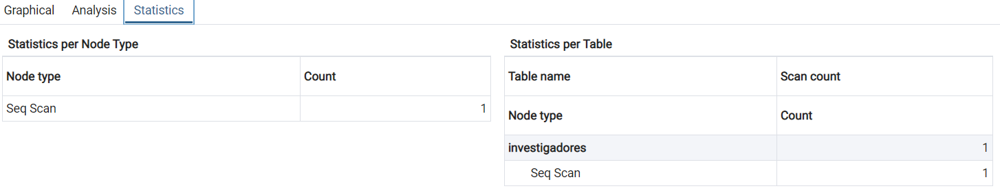 Graphical Analysis Statistics
Statistics per Node Type
Node type Count
Seq Scan 1
Statistics per Table
Table name Scan count
Node type Count
investigadores 1
Seq Scan 1